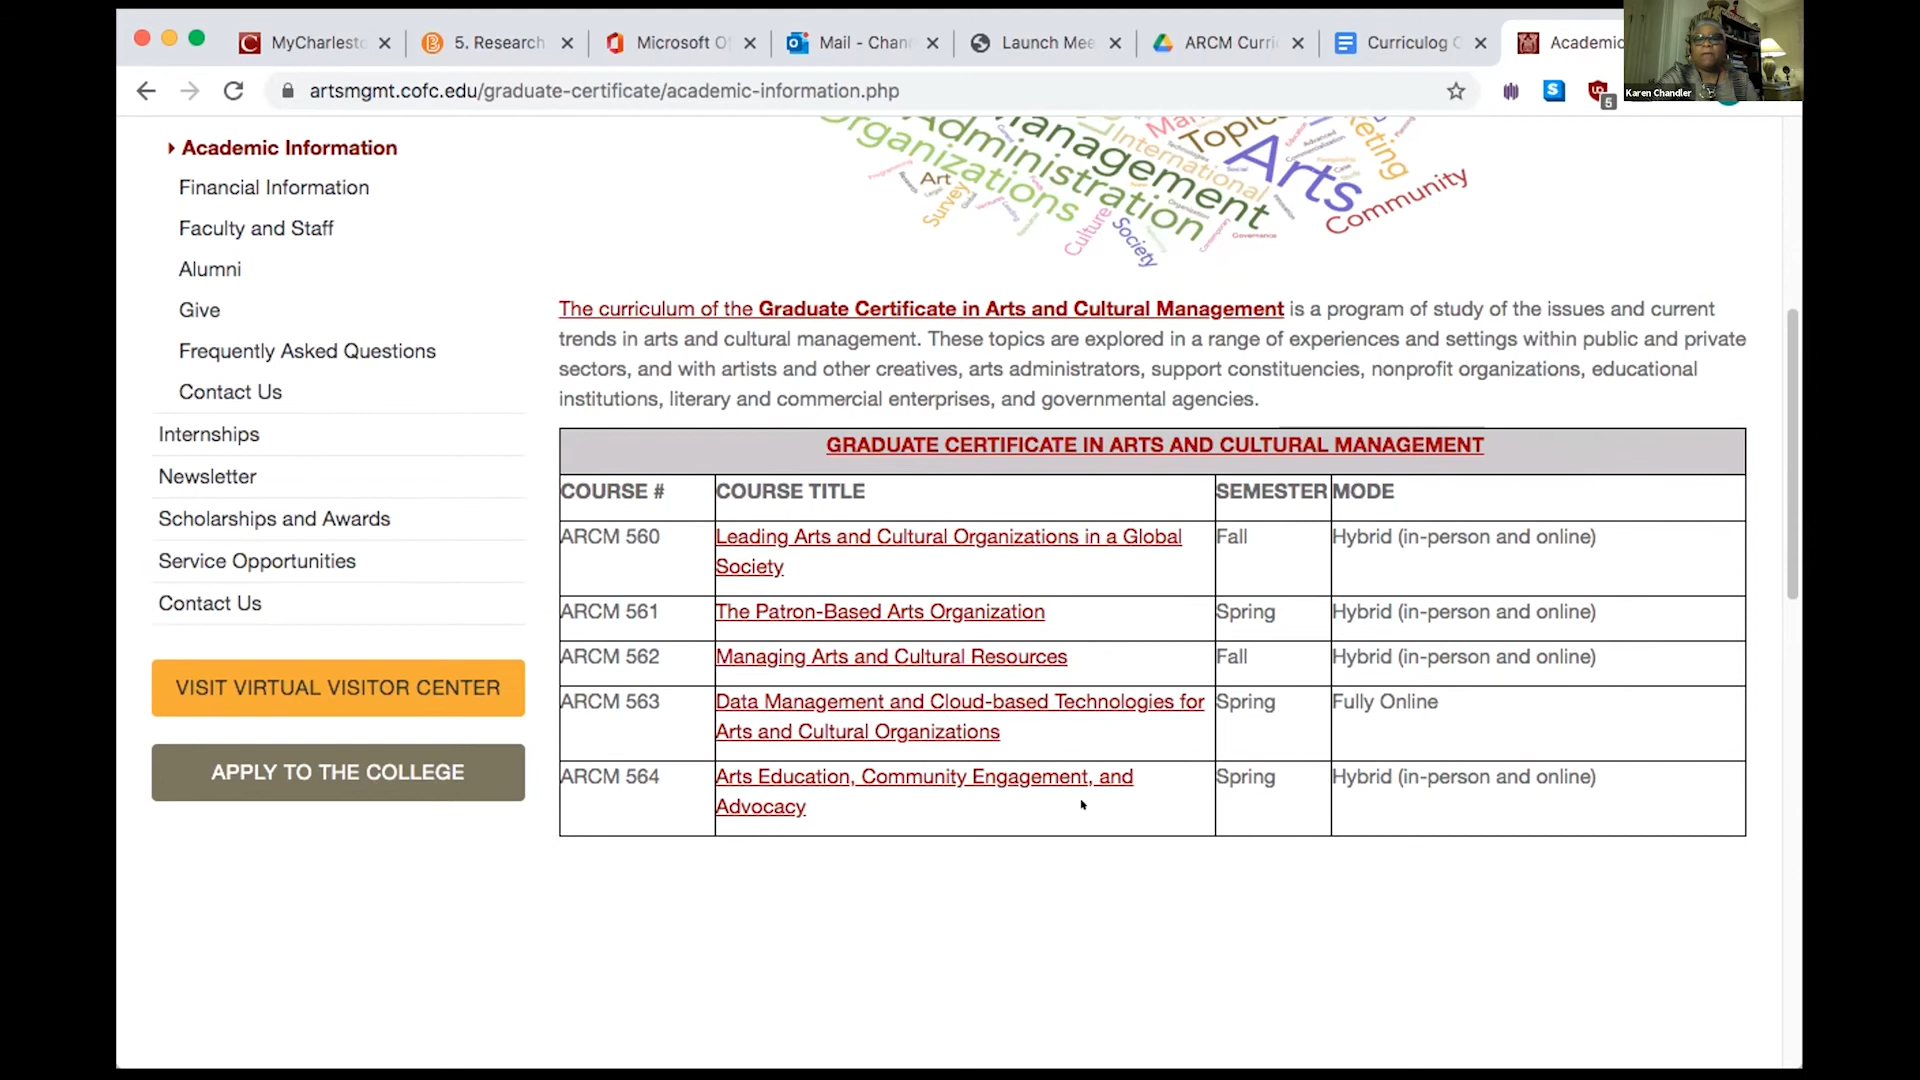 MyCharlest
5. Research
Microsoft O
Mail - Chan
Launch Mee
ARCM Curri
Curriculog C
Academic
artsmgmt.cofc.edu/graduate-certificate/academic-information.php
S
5
Karen Chandler
Academic Information
Financial Information
Faculty and Staff
Alumni
Give
Frequently Asked Questions
Contact Us
Internships
Newsletter
Scholarships and Awards
Service Opportunities
Contact Us
VISIT VIRTUAL VISITOR CENTER
APPLY TO THE COLLEGE
Organizations
Administration
Management
International
Topics
Arts
Community
Art
Survey
Culture
Society
Governance
The curriculum of the Graduate Certificate in Arts and Cultural Management is a program of study of the issues and current
trends in arts and cultural management. These topics are explored in a range of experiences and settings within public and private
sectors, and with artists and other creatives, arts administrators, support constituencies, nonprofit organizations, educational
institutions, literary and commercial enterprises, and governmental agencies.
GRADUATE CERTIFICATE IN ARTS AND CULTURAL MANAGEMENT
COURSE # COURSE TITLE SEMESTER MODE
ARCM 560 Leading Arts and Cultural Organizations in a Global Fall Hybrid (in-person and online)
Society
ARCM 561 The Patron-Based Arts Organization Spring Hybrid (in-person and online)
ARCM 562 Managing Arts and Cultural Resources Fall Hybrid (in-person and online)
ARCM 563 Data Management and Cloud-based Technologies for Spring Fully Online
Arts and Cultural Organizations
ARCM 564 Arts Education, Community Engagement, and Spring Hybrid (in-person and online)
Advocacy